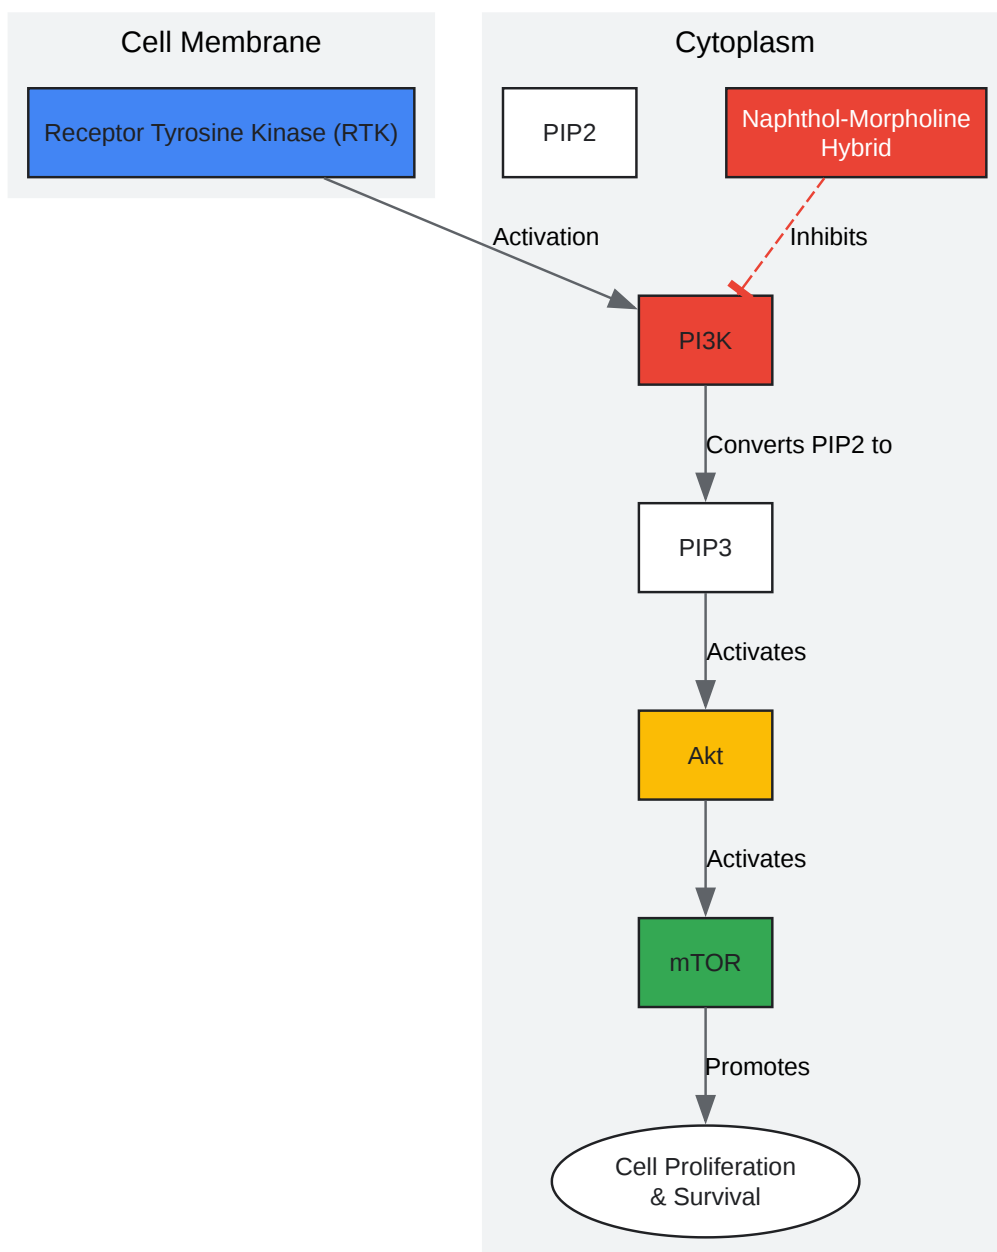 Cell Membrane
Cytoplasm
Receptor Tyrosine Kinase (RTK)
PIP2
Naphthol-Morpholine
Hybrid
Activation
Inhibits
PI3K
Converts PIP2 to
PIP3
Activates
Akt
Activates
mTOR
Promotes
Cell Proliferation
& Survival